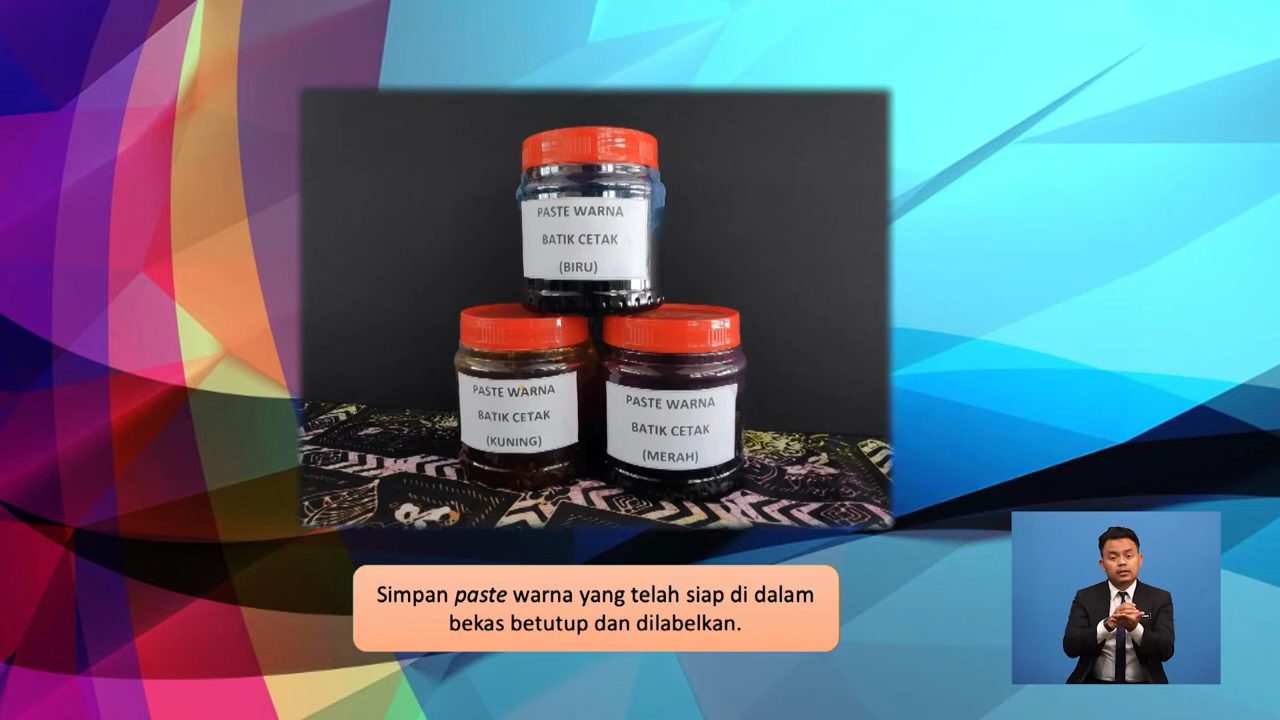 PASTE WARNA
BATIK CETAK
(BIRU)
PASTE WARNA
BATIK CETAK
(KUNING)
PASTE WARNA
BATIK CETAK
(MERAH)
Simpan paste warna yang telah siap di dalam
bekas betutup dan dilabelkan.